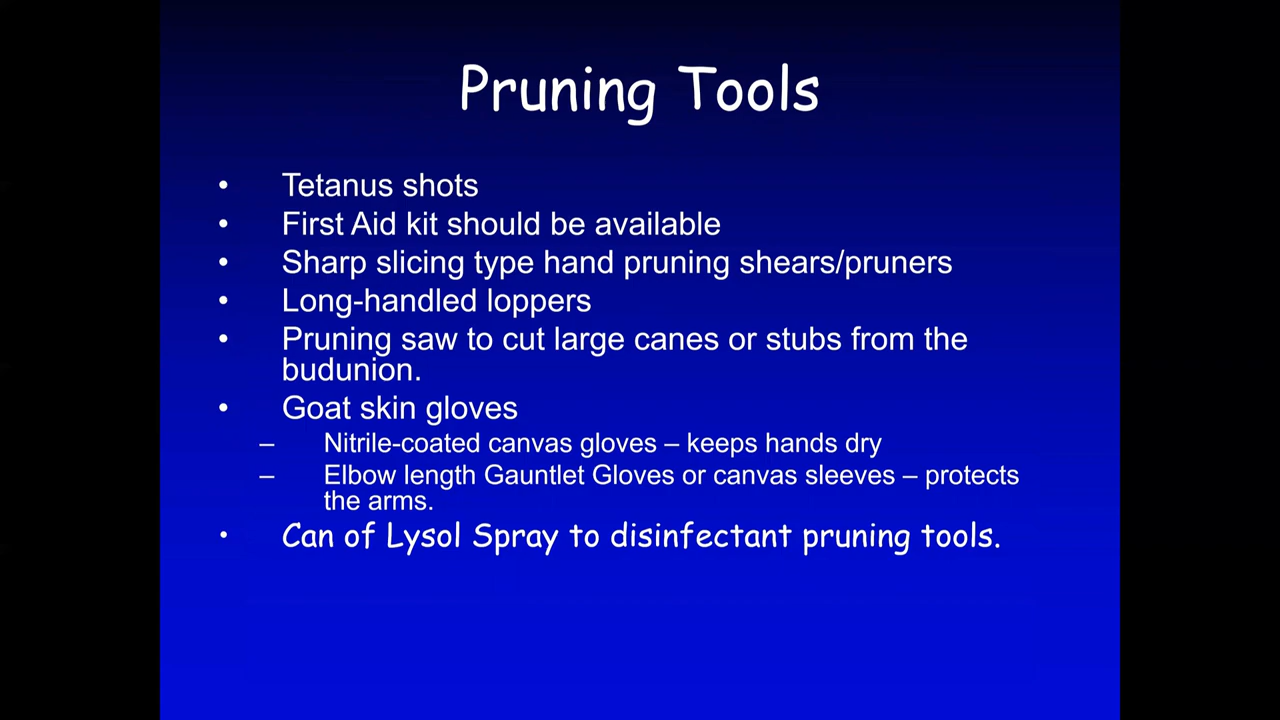 Pruning Tools
• Tetanus shots
• First Aid kit should be available
• Sharp slicing type hand pruning shears/pruners
• Long-handled loppers
• Pruning saw to cut large canes or stubs from the
budunion.
• Goat skin gloves
– Nitrile-coated canvas gloves – keeps hands dry
– Elbow length Gauntlet Gloves or canvas sleeves – protects
the arms.
• Can of Lysol Spray to disinfectant pruning tools.